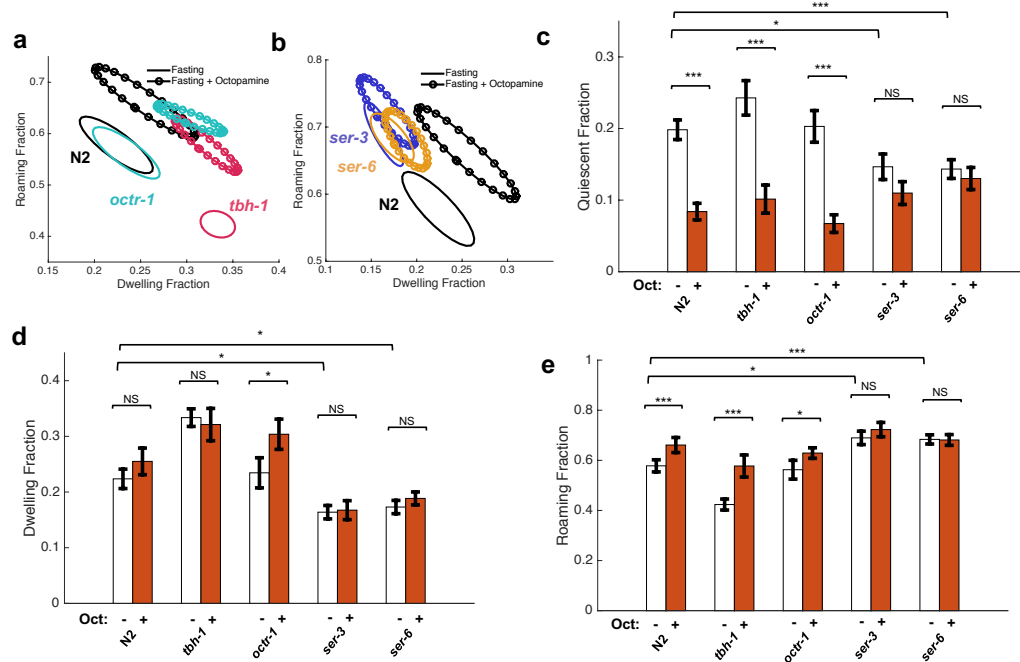 a
Fasting
Fasting + Octopamine
Roaming Fraction
0.7
0.6
0.5
0.4
N2
octr-1
tbh-1
0.15 0.2 0.25 0.3 0.35 0.4
Dwelling Fraction
b
Fasting
Fasting + Octopamine
Roaming Fraction
0.8
0.7
0.6
0.5
ser-3
ser-6
N2
0.1 0.15 0.2 0.25 0.3
Dwelling Fraction
c
***
*
***
***
***
NS
NS
Quiescent Fraction
0.3
0.2
0.1
0
Oct: - + - + - + - + - +
N2 tbh-1 octr-1 ser-3 ser-6
d
*
*
NS
NS
*
NS
NS
Dwelling Fraction
0.4
0.3
0.2
0.1
0
Oct: - + - + - + - + - +
N2 tbh-1 octr-1 ser-3 ser-6
e
***
*
***
***
*
NS
NS
Roaming Fraction
1
0.8
0.6
0.4
0.2
0
Oct: - + - + - + - + - +
N2 tbh-1 octr-1 ser-3 ser-6